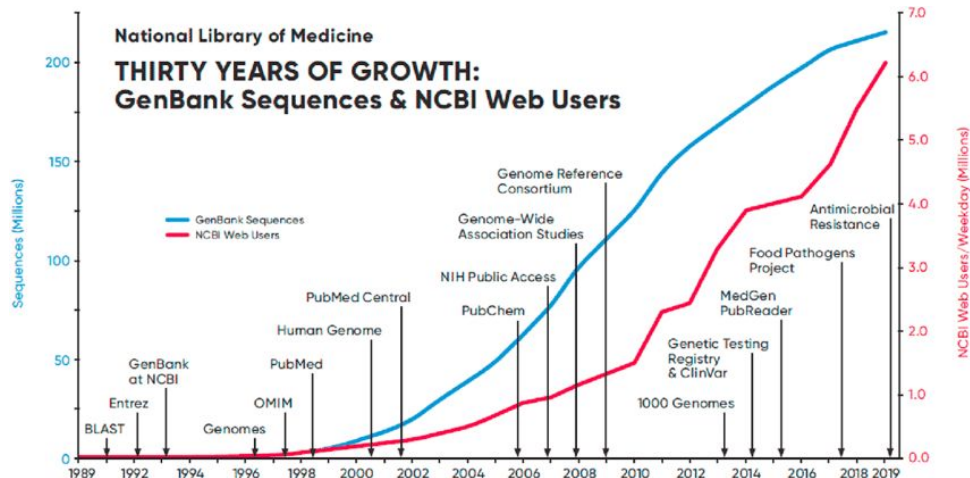 National Library of Medicine
THIRTY YEARS OF GROWTH:
GenBank Sequences & NCBI Web Users
Sequences (Millions)
200
150
100
50
0
GenBank Sequences
NCBI Web Users
BLAST
Entrez
GenBank
at NCBI
Genomes
OMIM
PubMed
Human Genome
PubMed Central
PubChem
NIH Public Access
Genome-Wide
Association Studies
Genome Reference
Consortium
1000 Genomes
Genetic Testing
Registry
& ClinVar
MedGen
PubReader
Food Pathogens
Project
Antimicrobial
Resistance
7.0
6.0
5.0
4.0
3.0
2.0
1.0
0.0
NCBI Web Users/Weekday (Millions)
1989 1992 1994 1996 1998 2000 2002 2004 2006 2008 2010 2012 2014 2016 2018 2019